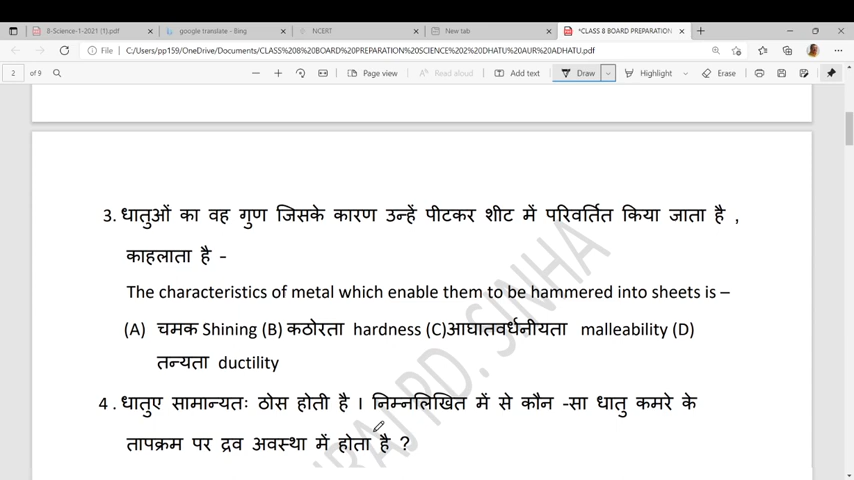 8-Science-1-2021 (1).pdf
google translate - Bing
NCERT
New tab
*CLASS 8 BOARD PREPARATION
File
C:/Users/pp159/OneDrive/Documents/CLASS%208%20BOARD%20PREPARATION%20SCIENCE%202%20DHATU%20AUR%20ADHATU.pdf
2 of 9
Page view
Read aloud
Add text
Draw
Highlight
Erase
3. धातुओं का वह गुण जिसके कारण उन्हें पीटकर शीट में परिवर्तित किया जाता है ,
काहलाता है -
The characteristics of metal which enable them to be hammered into sheets is –
(A) चमक Shining (B) कठोरता hardness (C)आघातवर्धनीयता malleability (D)
तन्यता ductility
4 . धातुए सामान्यतः ठोस होती है । निम्नलिखित में से कौन -सा धातु कमरे के
तापक्रम पर द्रव अवस्था में होता है ?
RAJ PD. SINHA